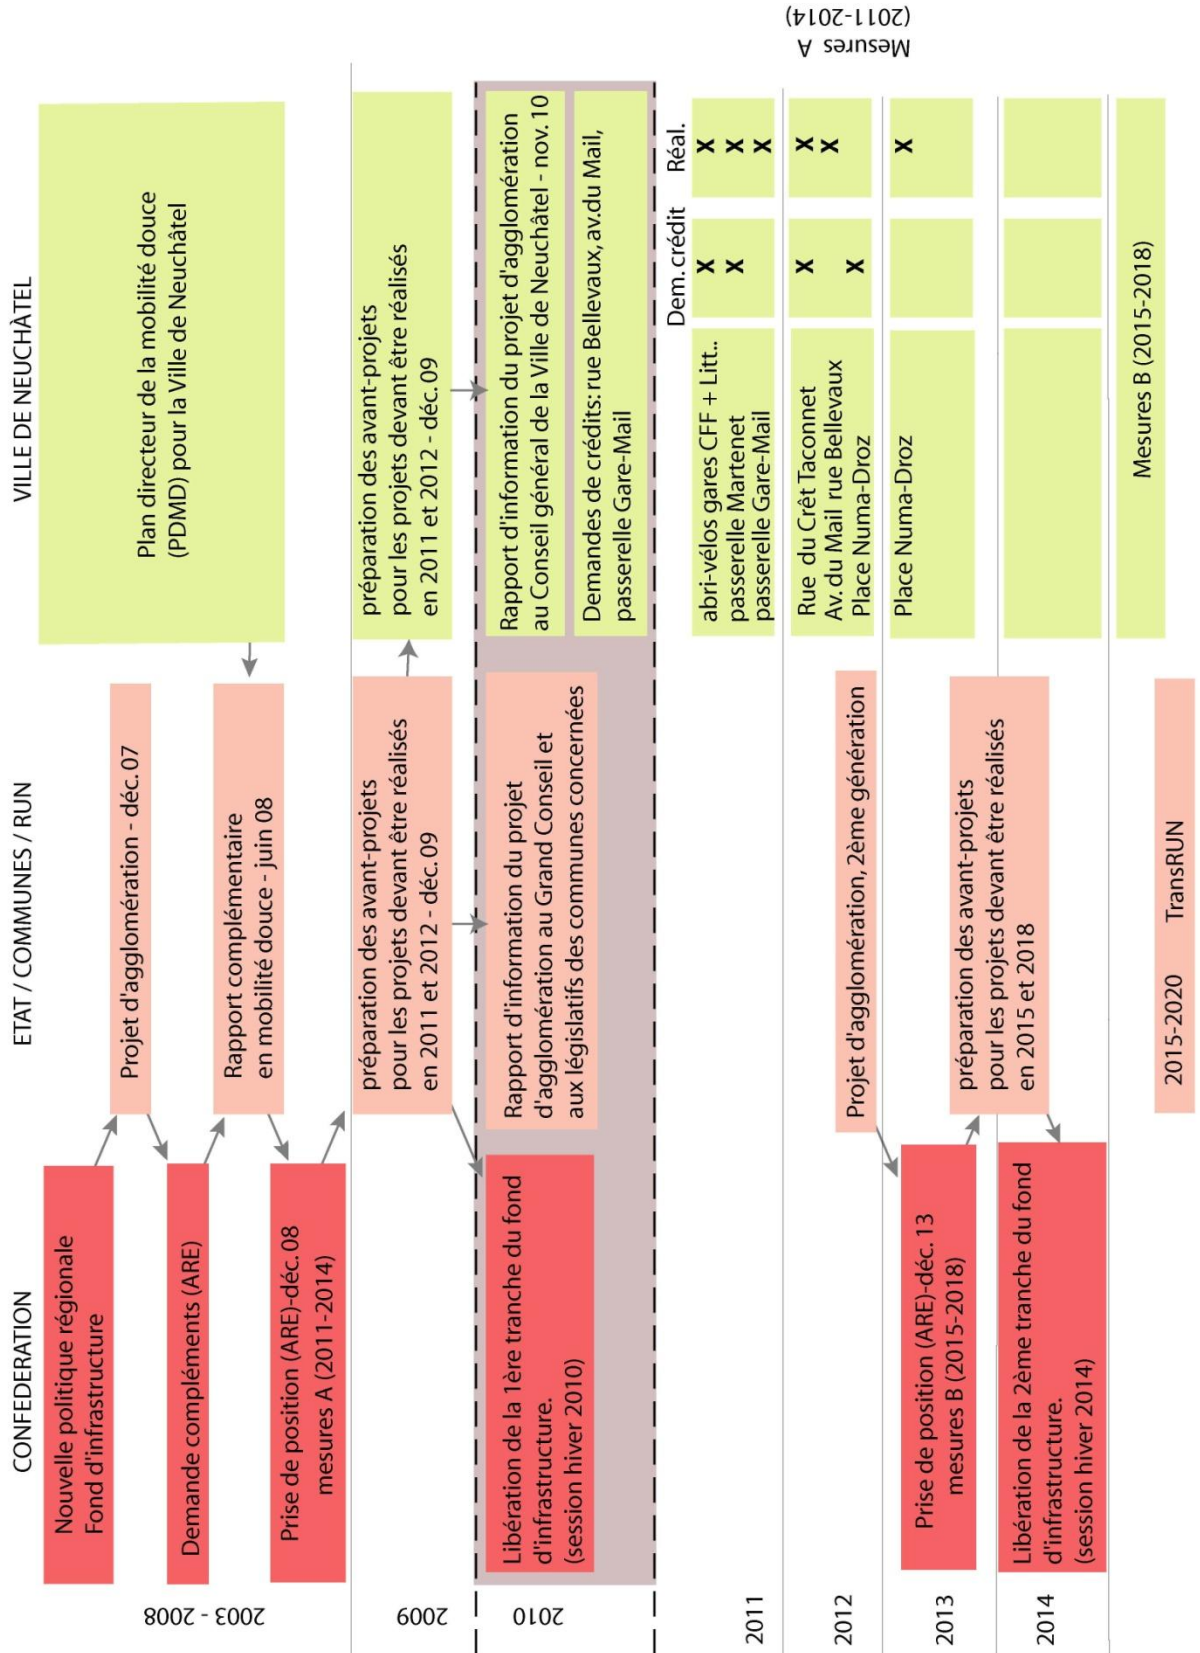 CONFEDERATION
ETAT / COMMUNES / RUN
VILLE DE NEUCHÀTEL
2003 - 2008
Nouvelle politique régionale
Fond d'infrastructure
Projet d'agglomération - déc. 07
Plan directeur de la mobilité douce
(PDMD) pour la Ville de Neuchâtel
Demande compléments (ARE)
Rapport complémentaire
en mobilité douce - juin 08
Prise de position (ARE)-déc. 08
mesures A (2011-2014)
2009
préparation des avant-projets
pour les projets devant être réalisés
en 2011 et 2012 - déc. 09
préparation des avant-projets
pour les projets devant être réalisés
en 2011 et 2012 - déc. 09
2010
Libération de la 1ère tranche du fond
d'infrastructure.
(session hiver 2010)
Rapport d'information du projet
d'agglomération au Grand Conseil et
aux législatifs des communes concernées
Rapport d'information du projet d'agglomération
au Conseil général de la Ville de Neuchâtel - nov. 10
Demandes de crédits: rue Bellevaux, av.du Mail,
passerelle Gare-Mail
Dem. crédit Réal.
2011
abri-vélos gares CFF + Litt.. X X
passerelle Martenet X X
passerelle Gare-Mail X
2012
Rue du Crêt Taconnet X X
Av.du Mail rue Bellevaux X
Place Numa-Droz X
Mesures A
(2011-2014)
Projet d'agglomération, 2ème génération
2013
Place Numa-Droz X
Prise de position (ARE)-déc. 13
mesures B (2015-2018)
préparation des avant-projets
pour les projets devant être réalisés
en 2015 et 2018
2014
Libération de la 2ème tranche du fond
d'infrastructure.
(session hiver 2014)
2015-2020 TransRUN
Mesures B (2015-2018)